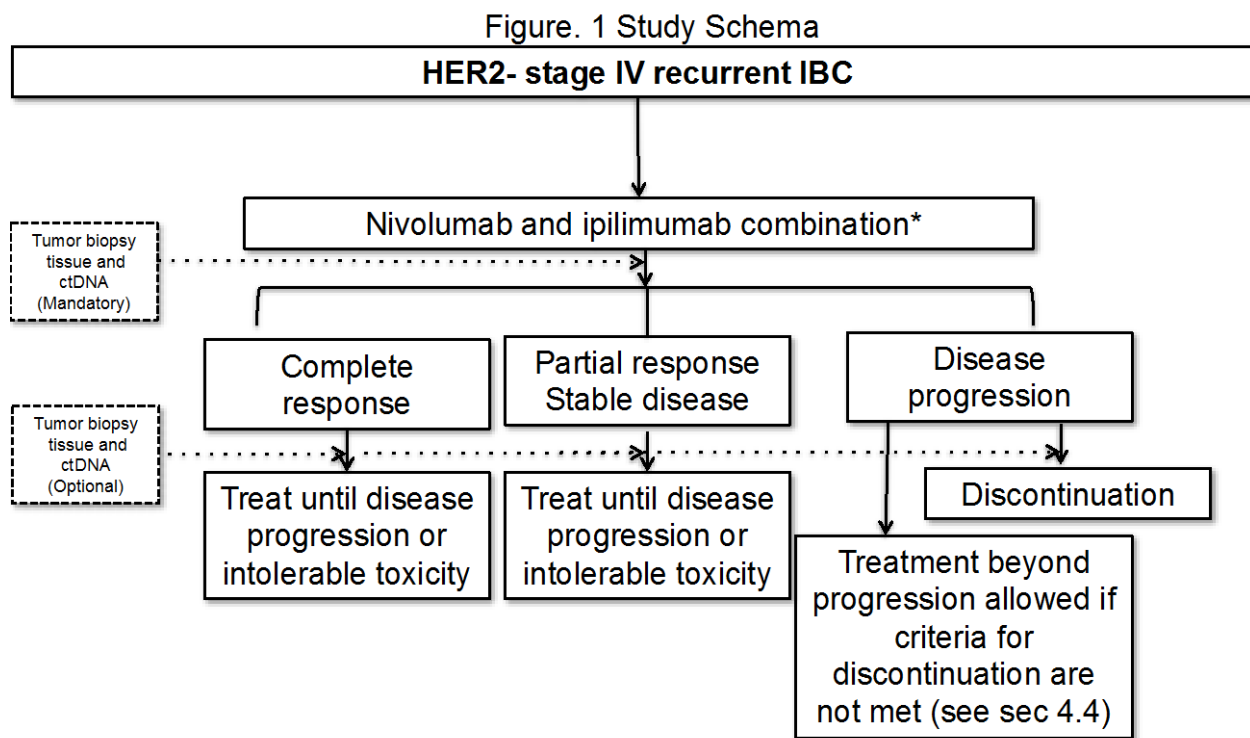 Figure. 1 Study Schema
HER2- stage IV recurrent IBC
Nivolumab and ipilimumab combination*
Tumor biopsy
tissue and
ctDNA
(Mandatory)
Complete
response
Partial response
Stable disease
Disease
progression
Tumor biopsy
tissue and
ctDNA
(Optional)
Treat until disease
progression or
intolerable toxicity
Treat until disease
progression or
intolerable toxicity
Discontinuation
Treatment beyond
progression allowed if
criteria for
discontinuation are
not met (see sec 4.4)